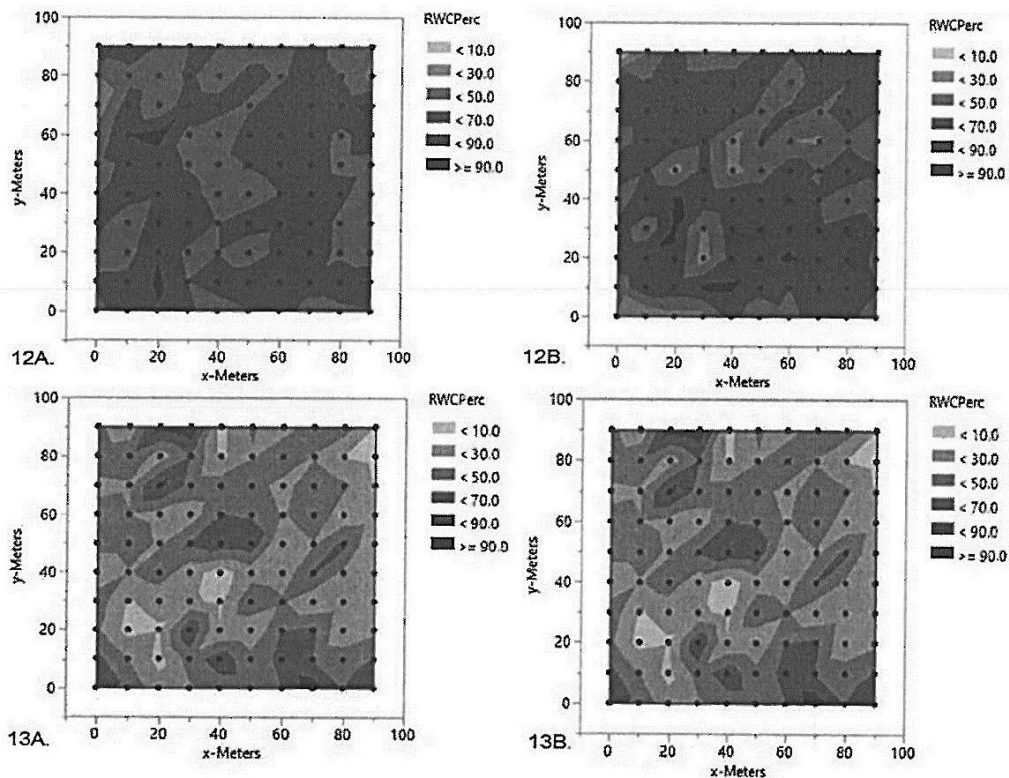 100
80
60
40
20
0
y-Meters
0 20 40 60 80 100
x-Meters
12A.
RWCPerc
< 10.0
< 30.0
< 50.0
< 70.0
< 90.0
>= 90.0
100
80
60
40
20
0
y-Meters
0 20 40 60 80 100
x-Meters
12B.
RWCPerc
< 10.0
< 30.0
< 50.0
< 70.0
< 90.0
>= 90.0
100
80
60
40
20
0
y-Meters
0 20 40 60 80 100
x-Meters
13A.
RWCPerc
< 10.0
< 30.0
< 50.0
< 70.0
< 90.0
>= 90.0
100
80
60
40
20
0
y-Meters
0 20 40 60 80 100
x-Meters
13B.
RWCPerc
< 10.0
< 30.0
< 50.0
< 70.0
< 90.0
>= 90.0